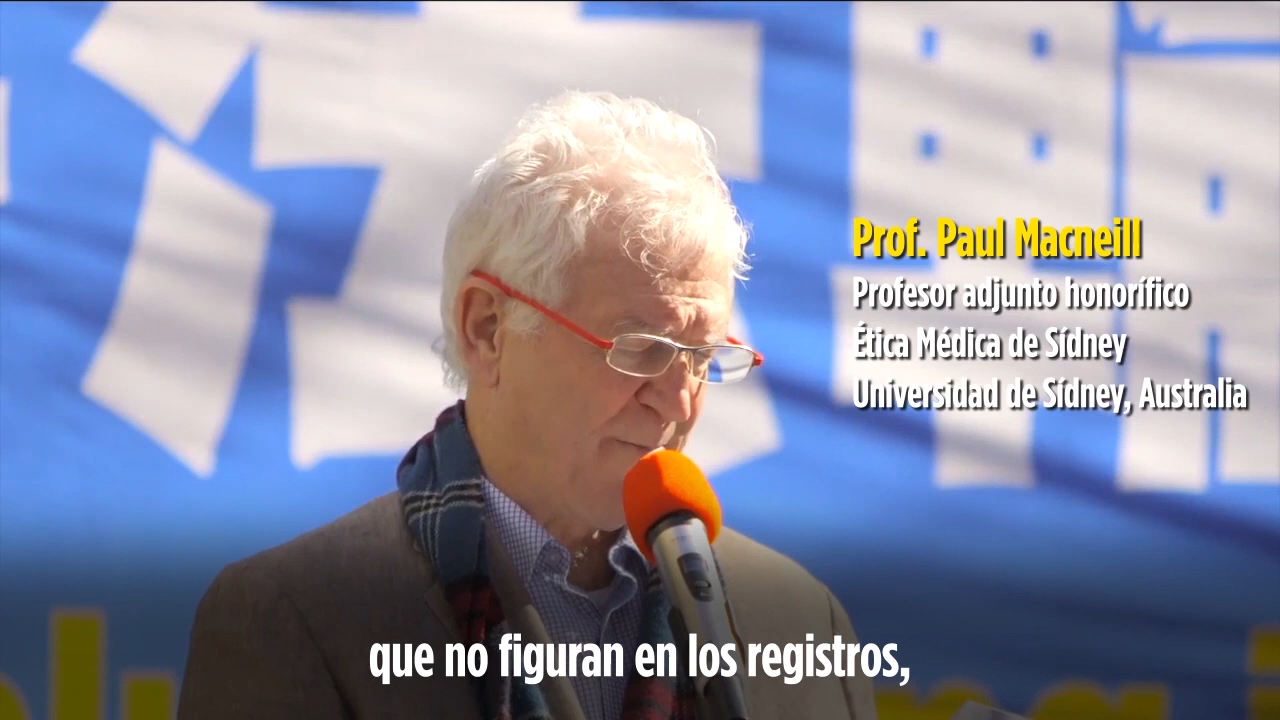 Prof. Paul Macneill
Profesor adjunto honorífico
Ética Médica de Sídney
Universidad de Sídney, Australia
que no figuran en los registros,